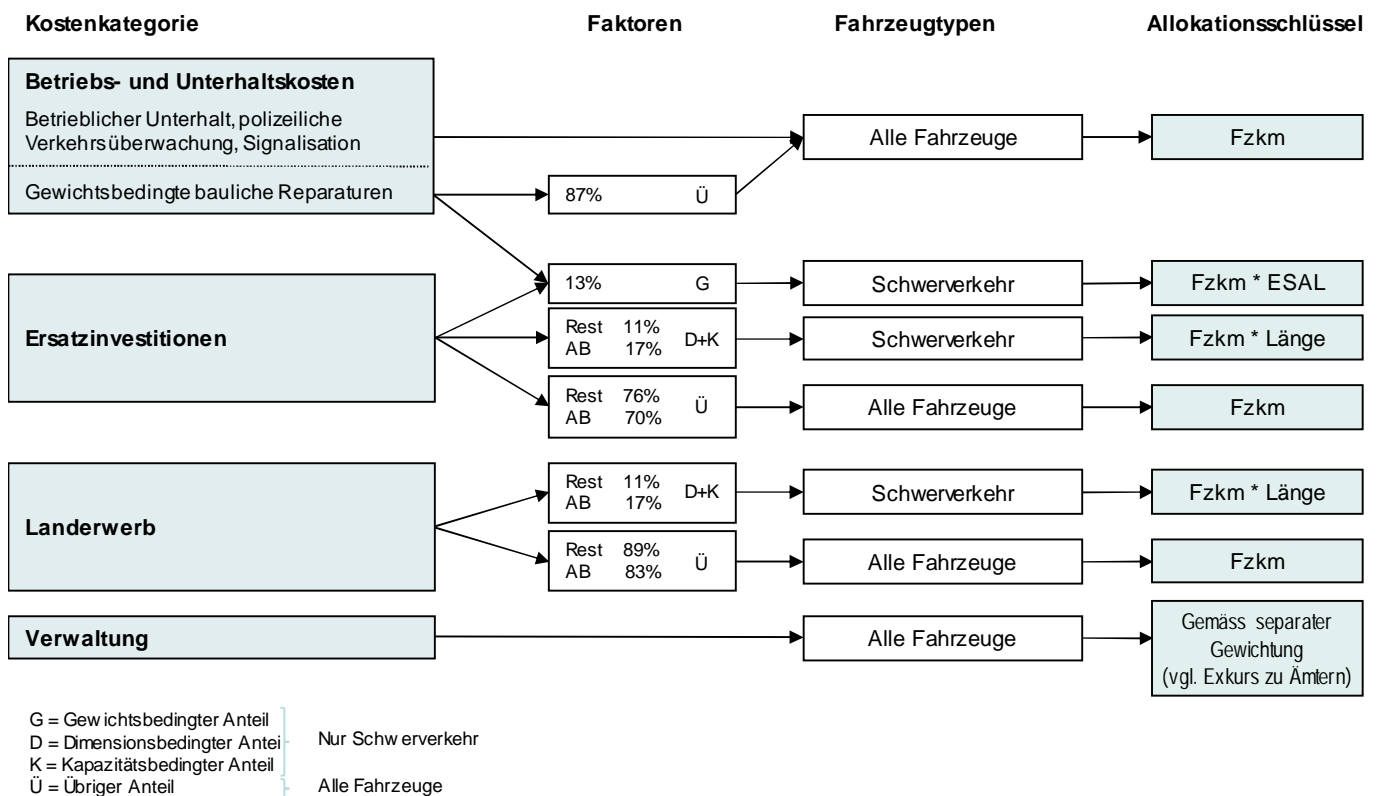 Kostenkategorie
Faktoren
Fahrzeugtypen
Allokationsschlüssel
Betriebs- und Unterhaltskosten
Betrieblicher Unterhalt, polizeiliche
Verkehrsüberwachung, Signalisation
Alle Fahrzeuge
Fzkm
Gewichtsbedingte bauliche Reparaturen
87% Ü
13% G
Schwerverkehr
Fzkm * ESAL
Ersatzinvestitionen
Rest 11%
AB 17%
D+K
Schwerverkehr
Fzkm * Länge
Rest 76%
AB 70%
Ü
Alle Fahrzeuge
Fzkm
Landerwerb
Rest 11%
AB 17%
D+K
Schwerverkehr
Fzkm * Länge
Rest 89%
AB 83%
Ü
Alle Fahrzeuge
Fzkm
Verwaltung
Alle Fahrzeuge
Gemäss separater
Gewichtung
(vgl. Exkurs zu Ämtern)
G = Gewichtsbedingter Anteil
D = Dimensionsbedingter Antei
K = Kapazitätsbedingter Anteil
Nur Schwerverkehr
Ü = Übriger Anteil
Alle Fahrzeuge